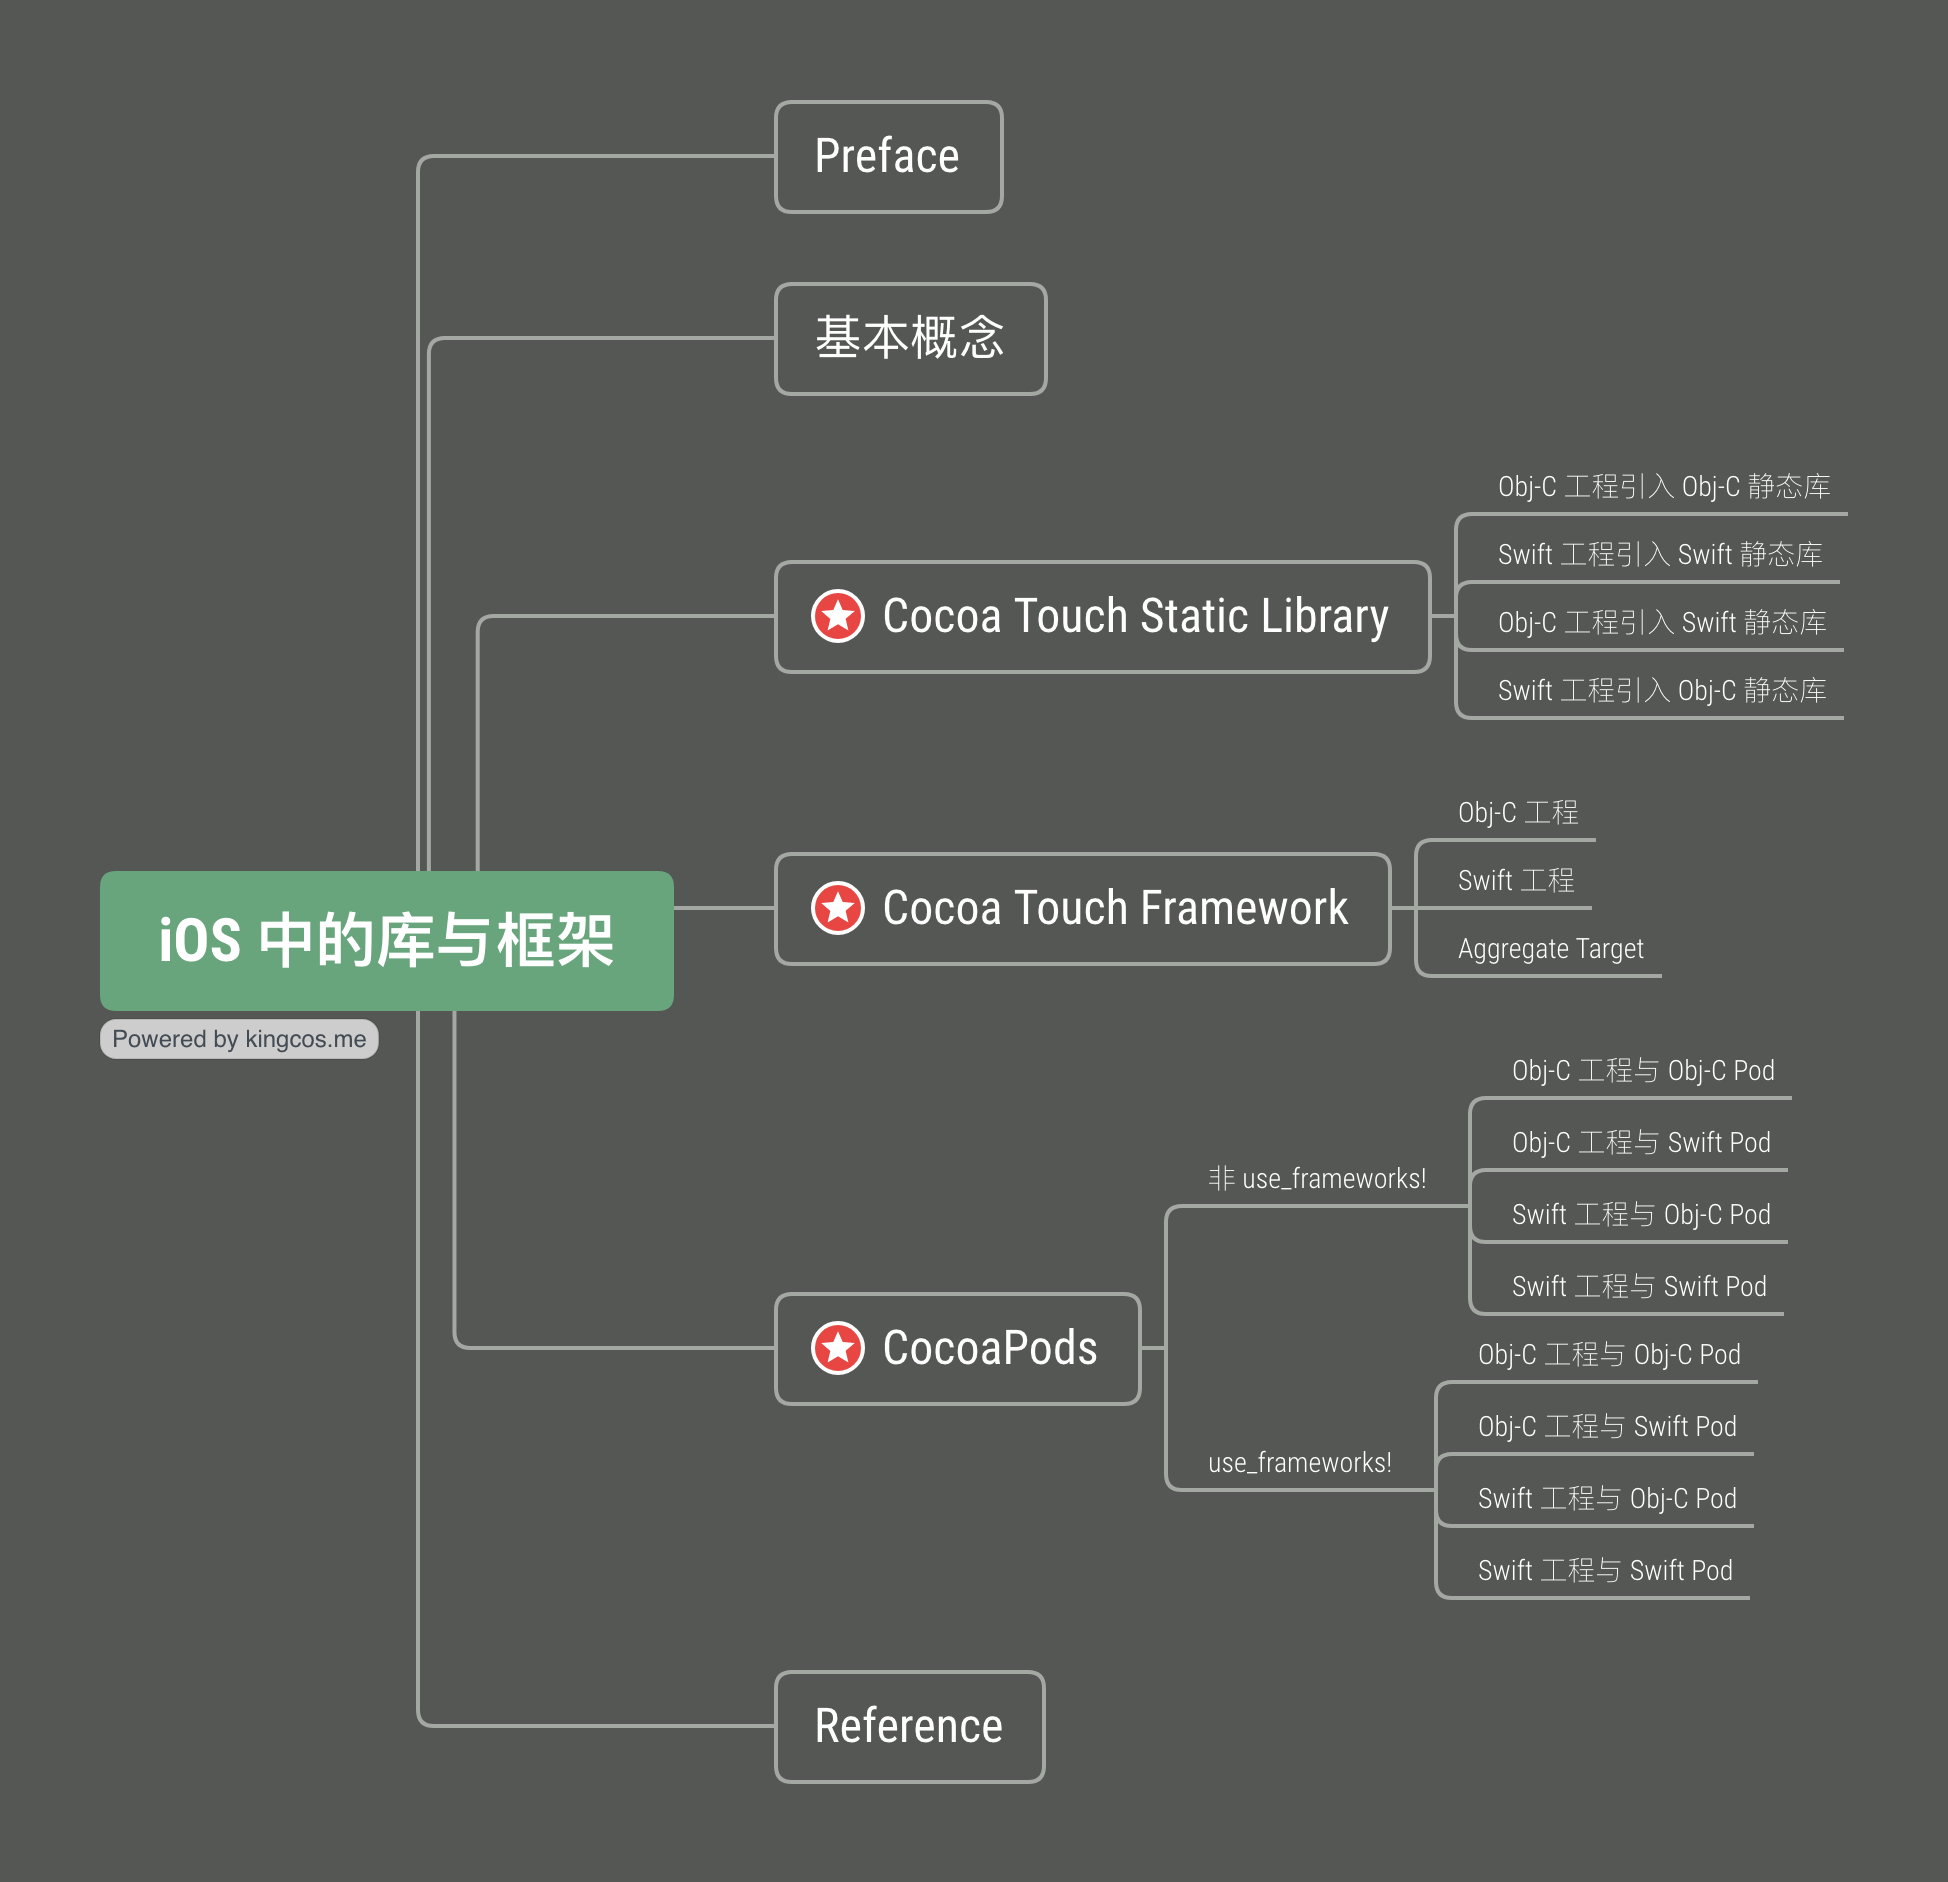 Preface
基本概念
Obj-C 工程引入 Obj-C 静态库
Swift 工程引入 Swift 静态库
Obj-C 工程引入 Swift 静态库
Swift 工程引入 Obj-C 静态库
Cocoa Touch Static Library
Obj-C 工程
Swift 工程
Aggregate Target
Cocoa Touch Framework
iOS 中的库与框架
Powered by kingcos.me
Obj-C 工程与 Obj-C Pod
Obj-C 工程与 Swift Pod
Swift 工程与 Obj-C Pod
Swift 工程与 Swift Pod
非 use_frameworks!
CocoaPods
Obj-C 工程与 Obj-C Pod
Obj-C 工程与 Swift Pod
Swift 工程与 Obj-C Pod
Swift 工程与 Swift Pod
use_frameworks!
Reference